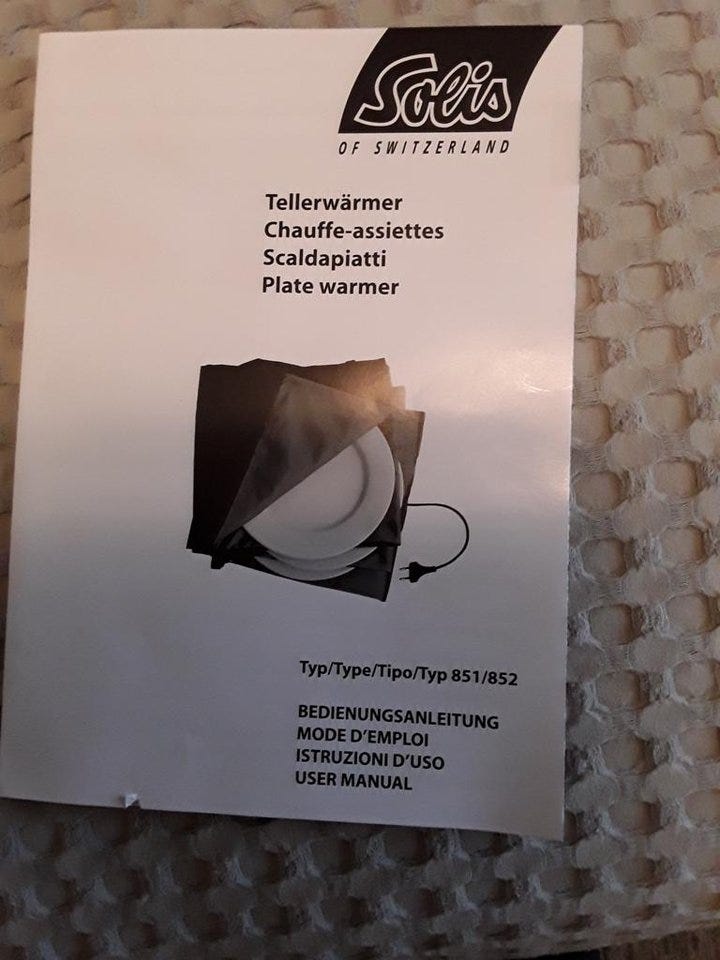 Solis
OF SWITZERLAND
Tellerwärmer
Chauffe-assiettes
Scaldapiatti
Plate warmer
Typ/Type/Tipo/Typ 851/852
BEDIENUNGSANLEITUNG
MODE D'EMPLOI
ISTRUZIONI D'USO
USER MANUAL